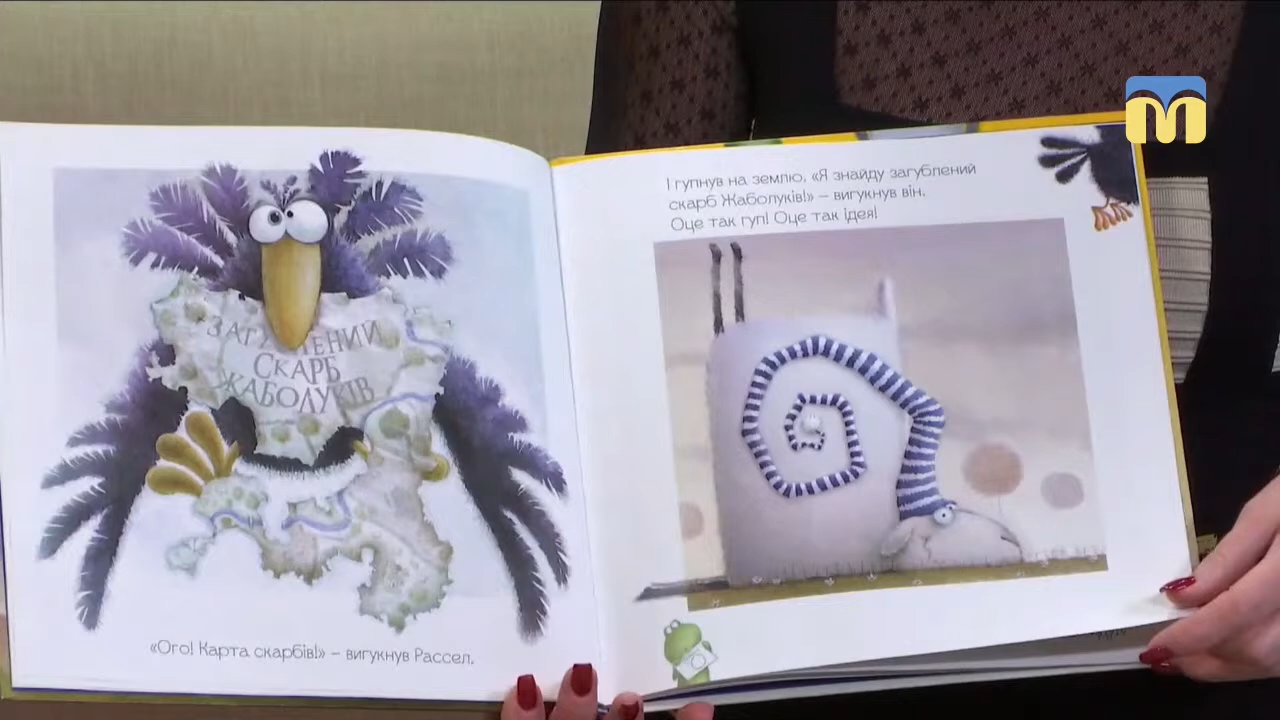 ЗАГУБЛЕНИЙ
СКАРБ
ЖАБОЛУКІВ
«Ого! Карта скарбів!» – вигукнув Рассел.
І гупнув на землю. «Я знайду загублений
скарб Жаболуків!» – вигукнув він.
Оце так гуп! Оце так ідея!